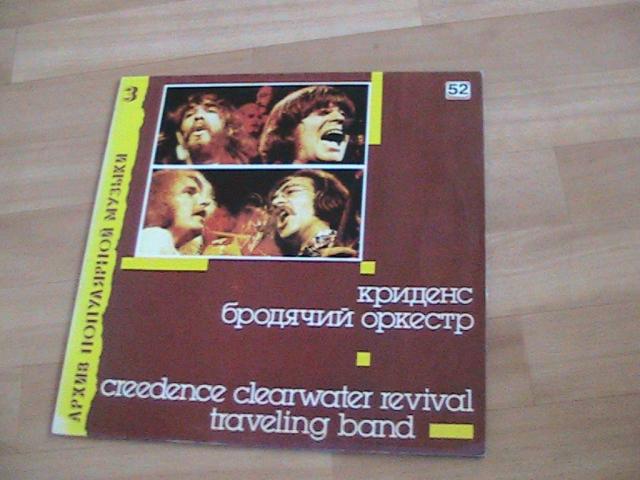 52
3
АРХИВ ПОПУЛЯРНОЙ МУЗЫКИ
криденс
бродячий оркестр
creedence clearwater revival
traveling band